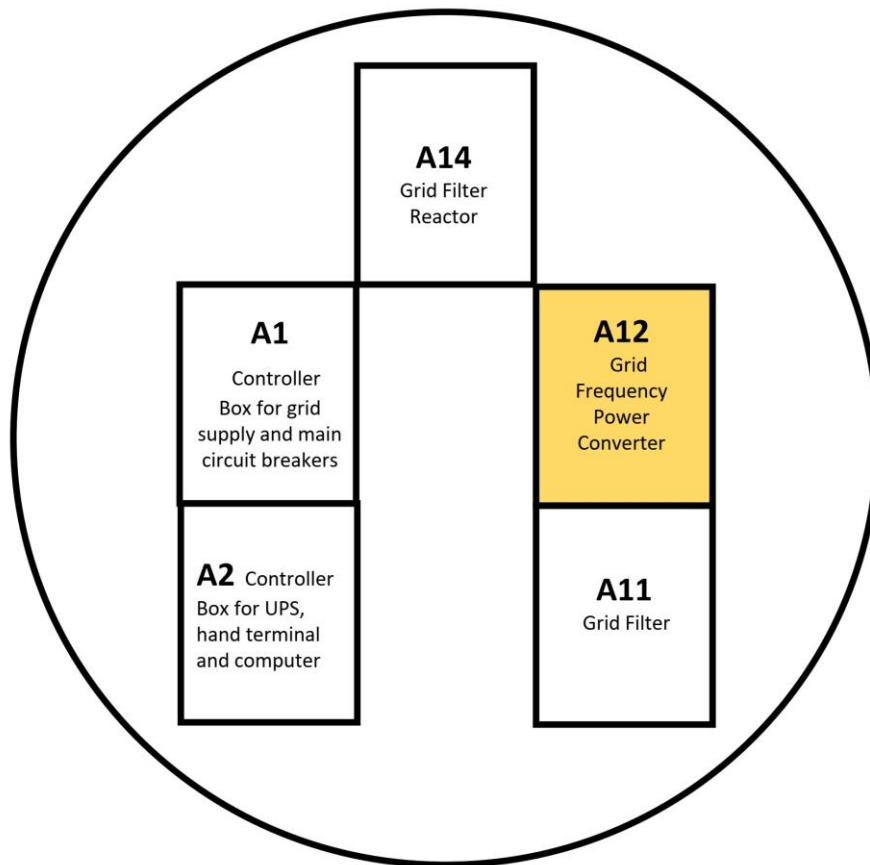 A14
Grid Filter
Reactor
A1
Controller
Box for grid
supply and main
circuit breakers
A12
Grid
Frequency
Power
Converter
A2 Controller
Box for UPS,
hand terminal
and computer
A11
Grid Filter